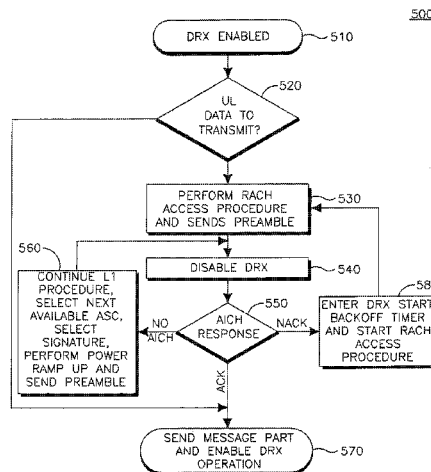 500
DRX ENABLED
510
UL
DATA TO
TRANSMIT?
520
PERFORM RACH
ACCESS PROCEDURE
AND SENDS PREAMBLE
530
560
DISABLE DRX
540
CONTINUE L1
PROCEDURE,
SELECT NEXT
AVAILABLE ASC,
SELECT
SIGNATURE,
PERFORM POWER
RAMP UP AND
SEND PREAMBLE
NO
AICH
AICH
RESPONSE
550
NACK
58
ENTER DRX START
BACKOFF TIMER
AND START RACH
ACCESS
PROCEDURE
ACK
SEND MESSAGE PART
AND ENABLE DRX
OPERATION
570